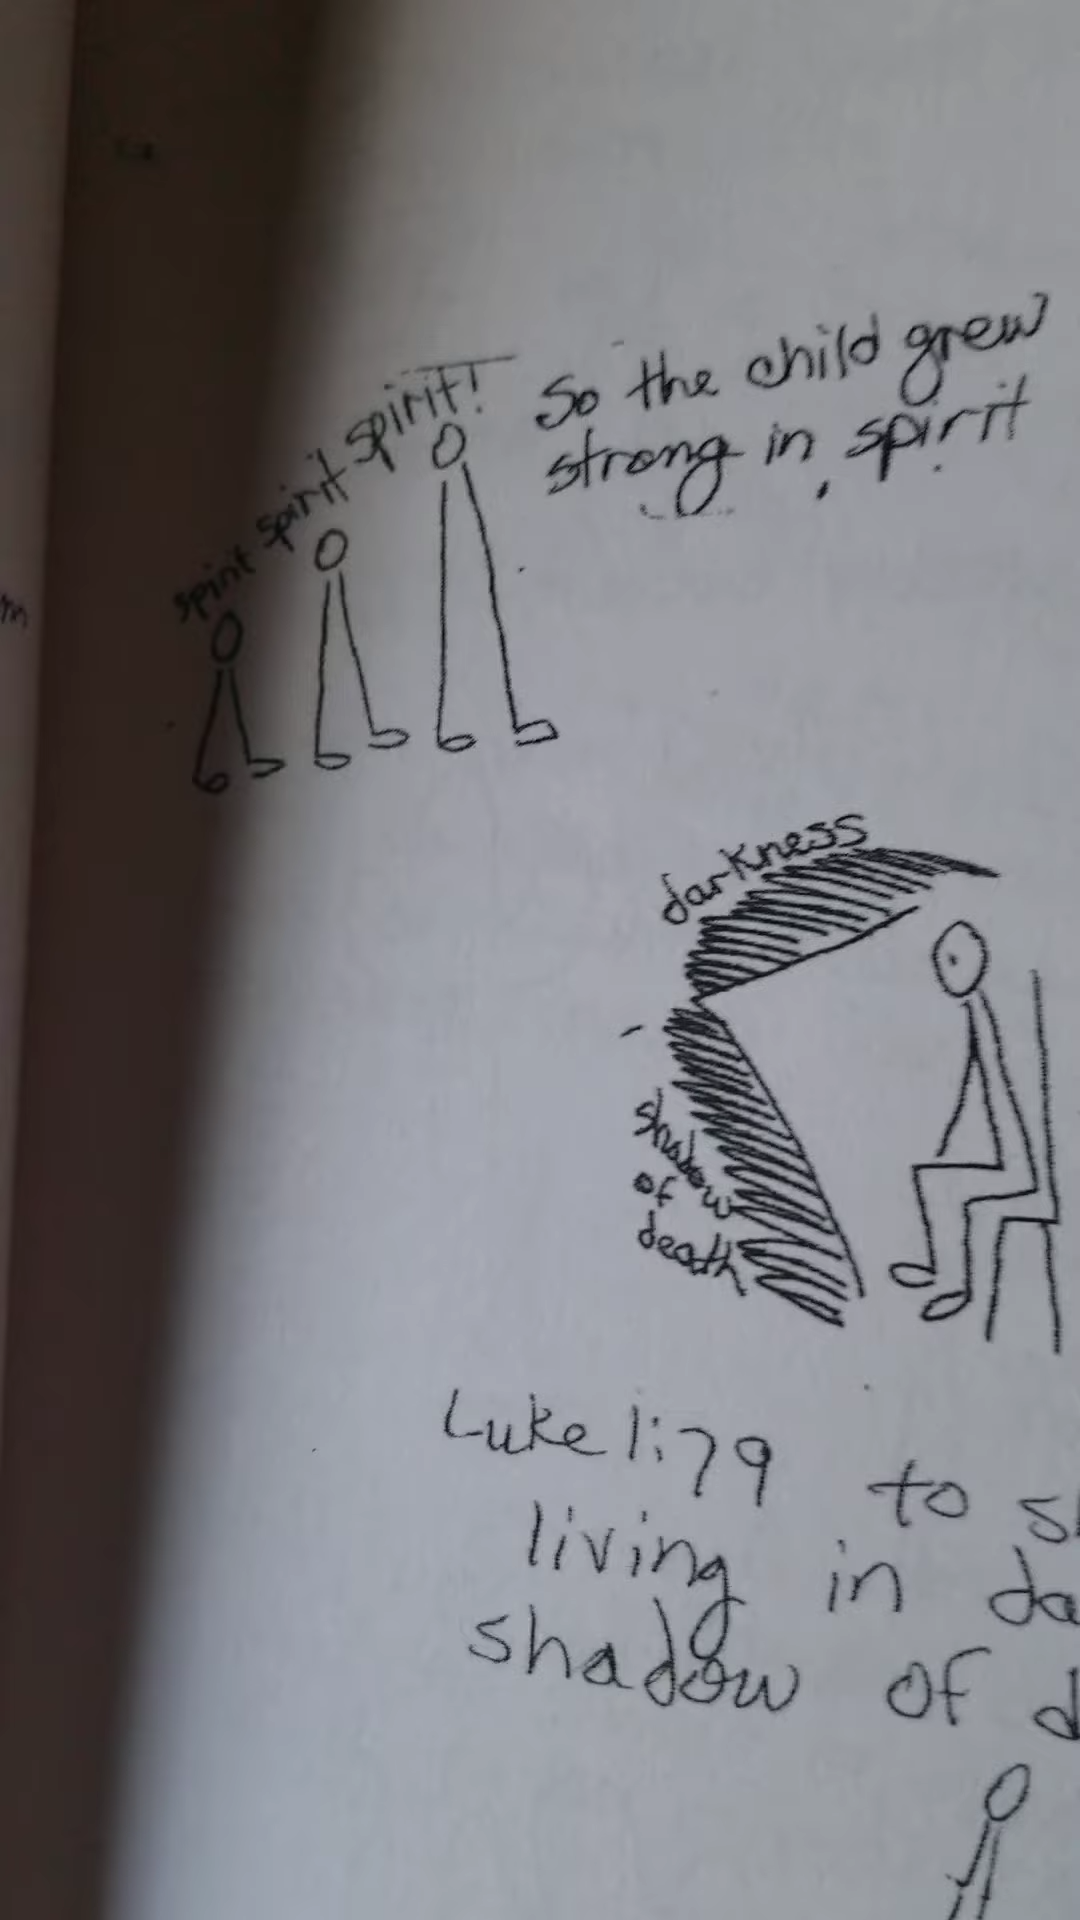 spirit spirit spirit!
So the child grew
strong in spirit
darkness
shadow
of
death
Luke 1:79 to
living in
shadow of